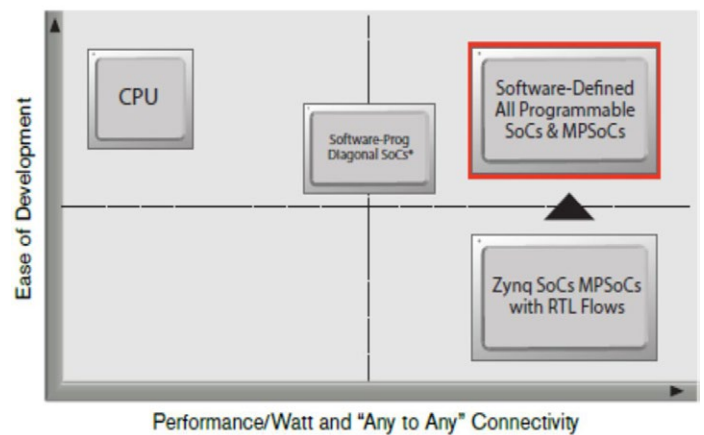 Ease of Development
CPU
Software-Prog
Diagonal SoCs*
Software-Defined
All Programmable
SoCs & MPSoCs
Zynq SoCs MPSoCs
with RTL Flows
Performance/Watt and “Any to Any” Connectivity